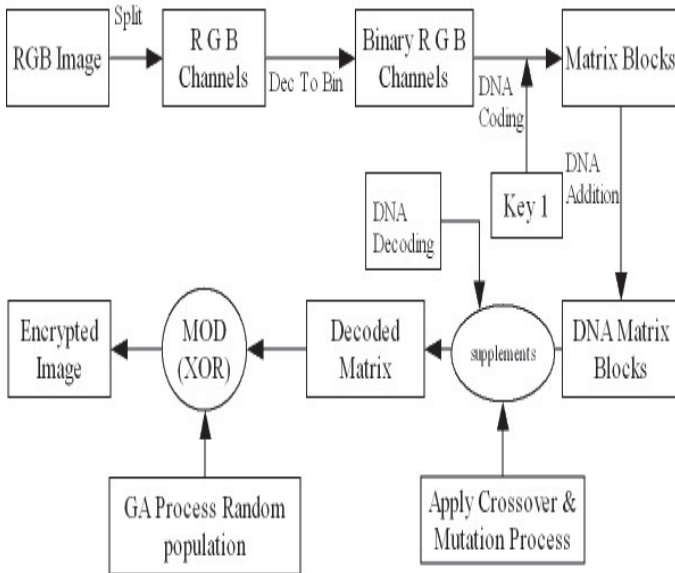 Split
RGB Image
R G B
Channels
Dec To Bin
Binary R G B
Channels
DNA
Coding
Matrix Blocks
Key 1
DNA
Addition
DNA
Decoding
Encrypted
Image
MOD
(XOR)
Decoded
Matrix
supplements
DNA Matrix
Blocks
GA Process Random
population
Apply Crossover &
Mutation Process